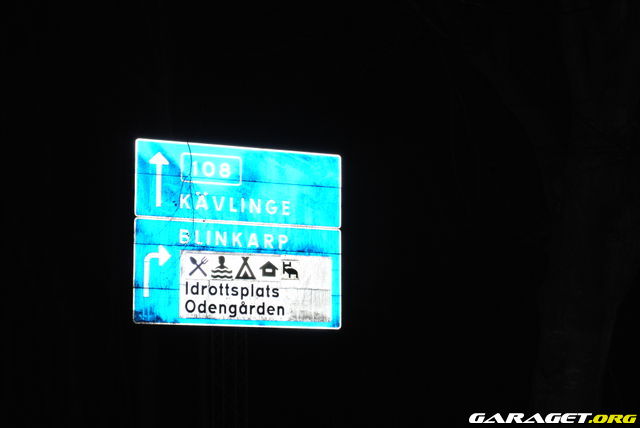 108
KÄVLINGE
BLINKARP
Idrottsplats
Odengården
GARAGET.ORG